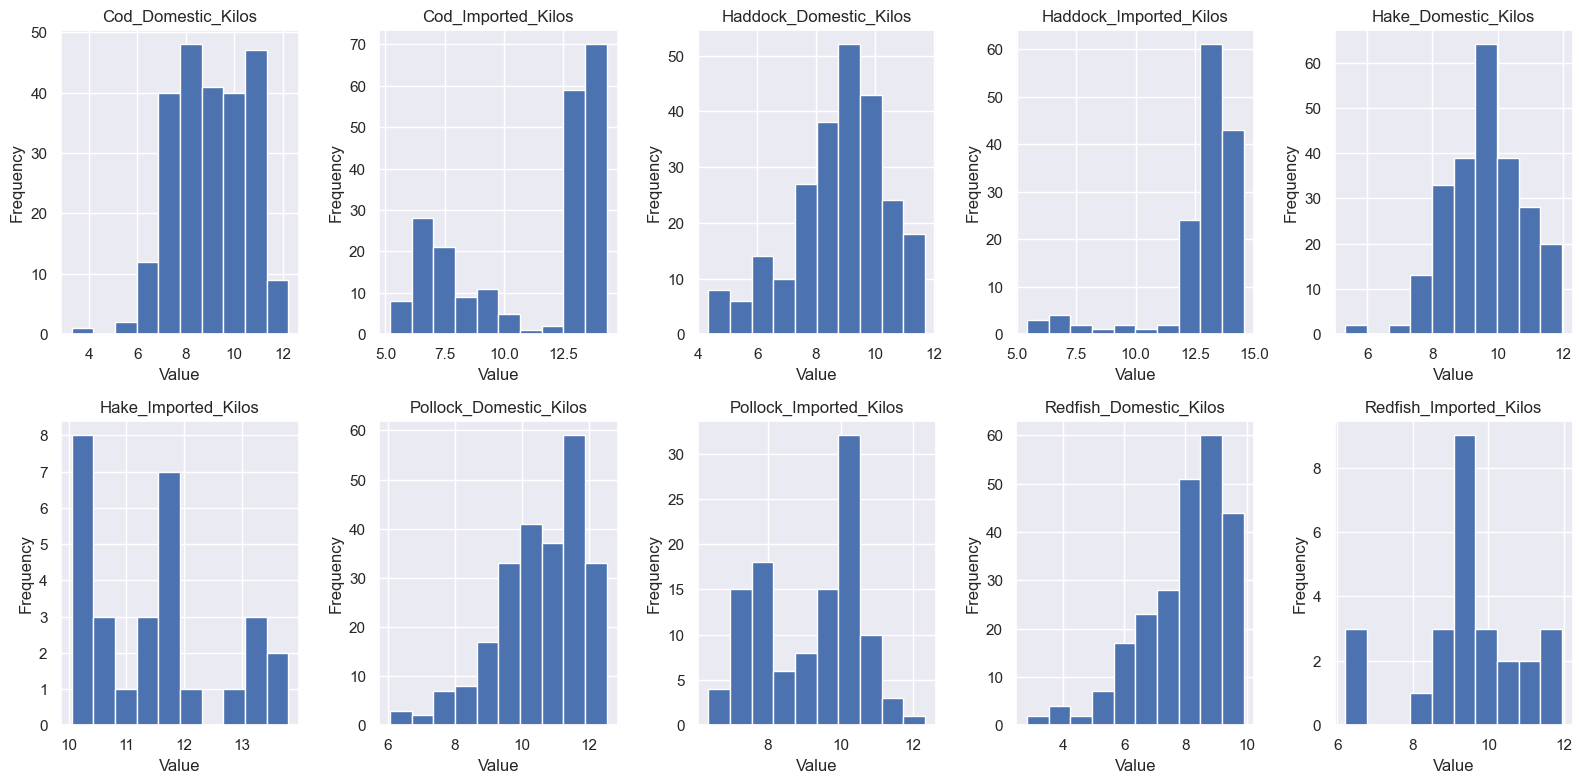 Cod_Domestic_Kilos
50
40
30
20
10
0
Frequency
4 6 8 10 12
Value
Cod_Imported_Kilos
70
60
50
40
30
20
10
0
Frequency
5.0 7.5 10.0 12.5
Value
Haddock_Domestic_Kilos
50
40
30
20
10
0
Frequency
4 6 8 10 12
Value
Haddock_Imported_Kilos
60
50
40
30
20
10
0
Frequency
5.0 7.5 10.0 12.5 15.0
Value
Hake_Domestic_Kilos
60
50
40
30
20
10
0
Frequency
6 8 10 12
Value
Hake_Imported_Kilos
8
7
6
5
4
3
2
1
0
Frequency
10 11 12 13
Value
Pollock_Domestic_Kilos
60
50
40
30
20
10
0
Frequency
6 8 10 12
Value
Pollock_Imported_Kilos
30
25
20
15
10
5
0
Frequency
8 10 12
Value
Redfish_Domestic_Kilos
60
50
40
30
20
10
0
Frequency
4 6 8 10
Value
Redfish_Imported_Kilos
8
6
4
2
0
Frequency
6 8 10 12
Value